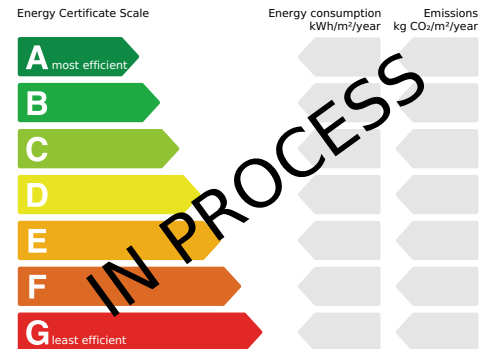 Energy Certificate Scale
Energy consumption
kWh/m²/year
Emissions
kg CO₂/m²/year
A most efficient
B
C
D
E
F
G least efficient
IN PROCESS